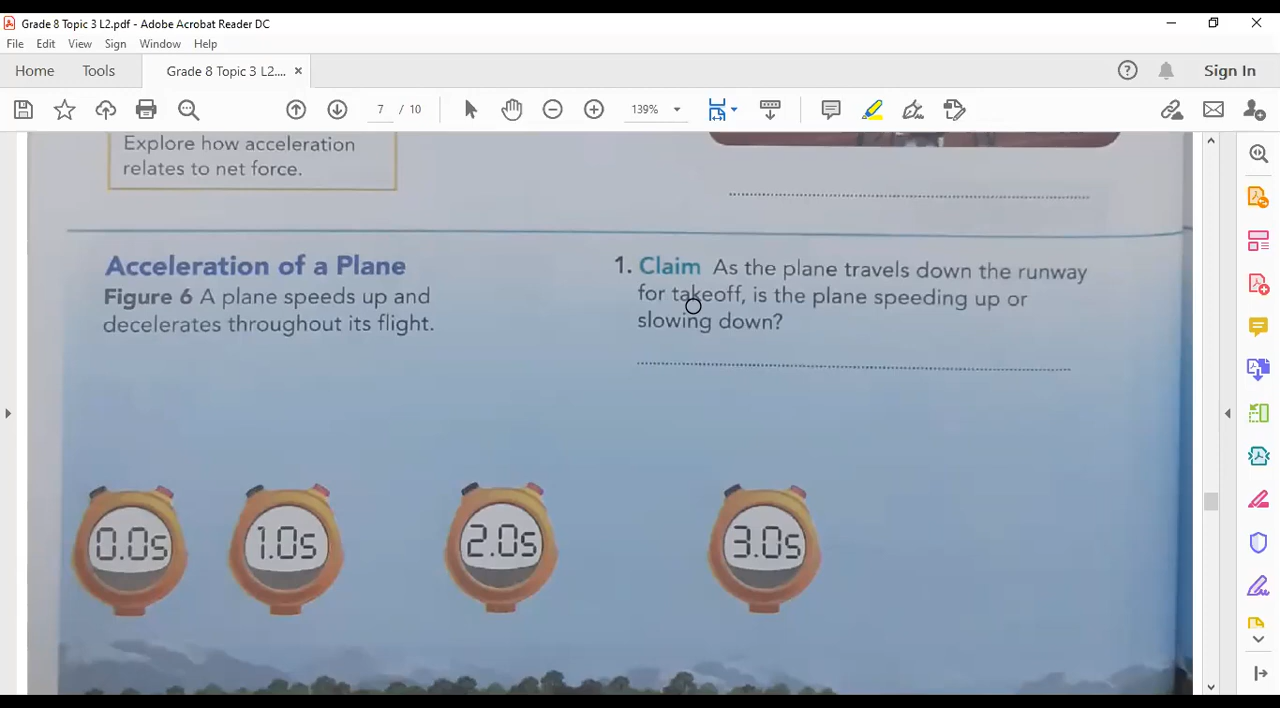 Grade 8 Topic 3 L2.pdf - Adobe Acrobat Reader DC
File Edit View Sign Window Help
Home Tools Grade 8 Topic 3 L2.... × Sign In
7 / 10 139%
Explore how acceleration
relates to net force.
Acceleration of a Plane
Figure 6 A plane speeds up and
decelerates throughout its flight.
1. Claim As the plane travels down the runway
for takeoff, is the plane speeding up or
slowing down?
0.0s 1.0s 2.0s 3.0s